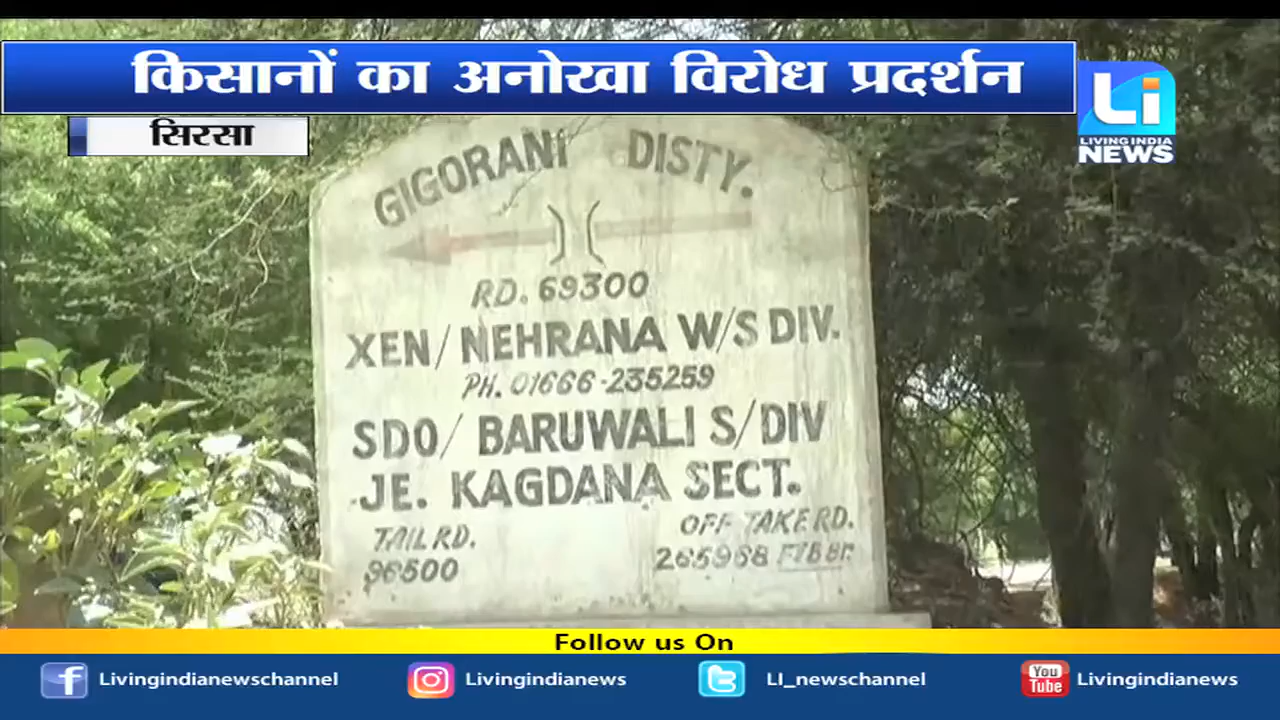 किसानों का अनोखा विरोध प्रदर्शन
सिरसा
Li
LIVING INDIA
NEWS
GIGORANI DISTY.
RD. 69300
XEN/ NEHRANA W/S DIV.
PH. 01666-235259
SDO/ BARUWALI S/DIV
JE. KAGDANA SECT.
TAIL RD.
96500
OFF TAKE RD.
265968
Follow us On
Livingindianewschannel
Livingindianews
LI_newschannel
You Tube
Livingindianews